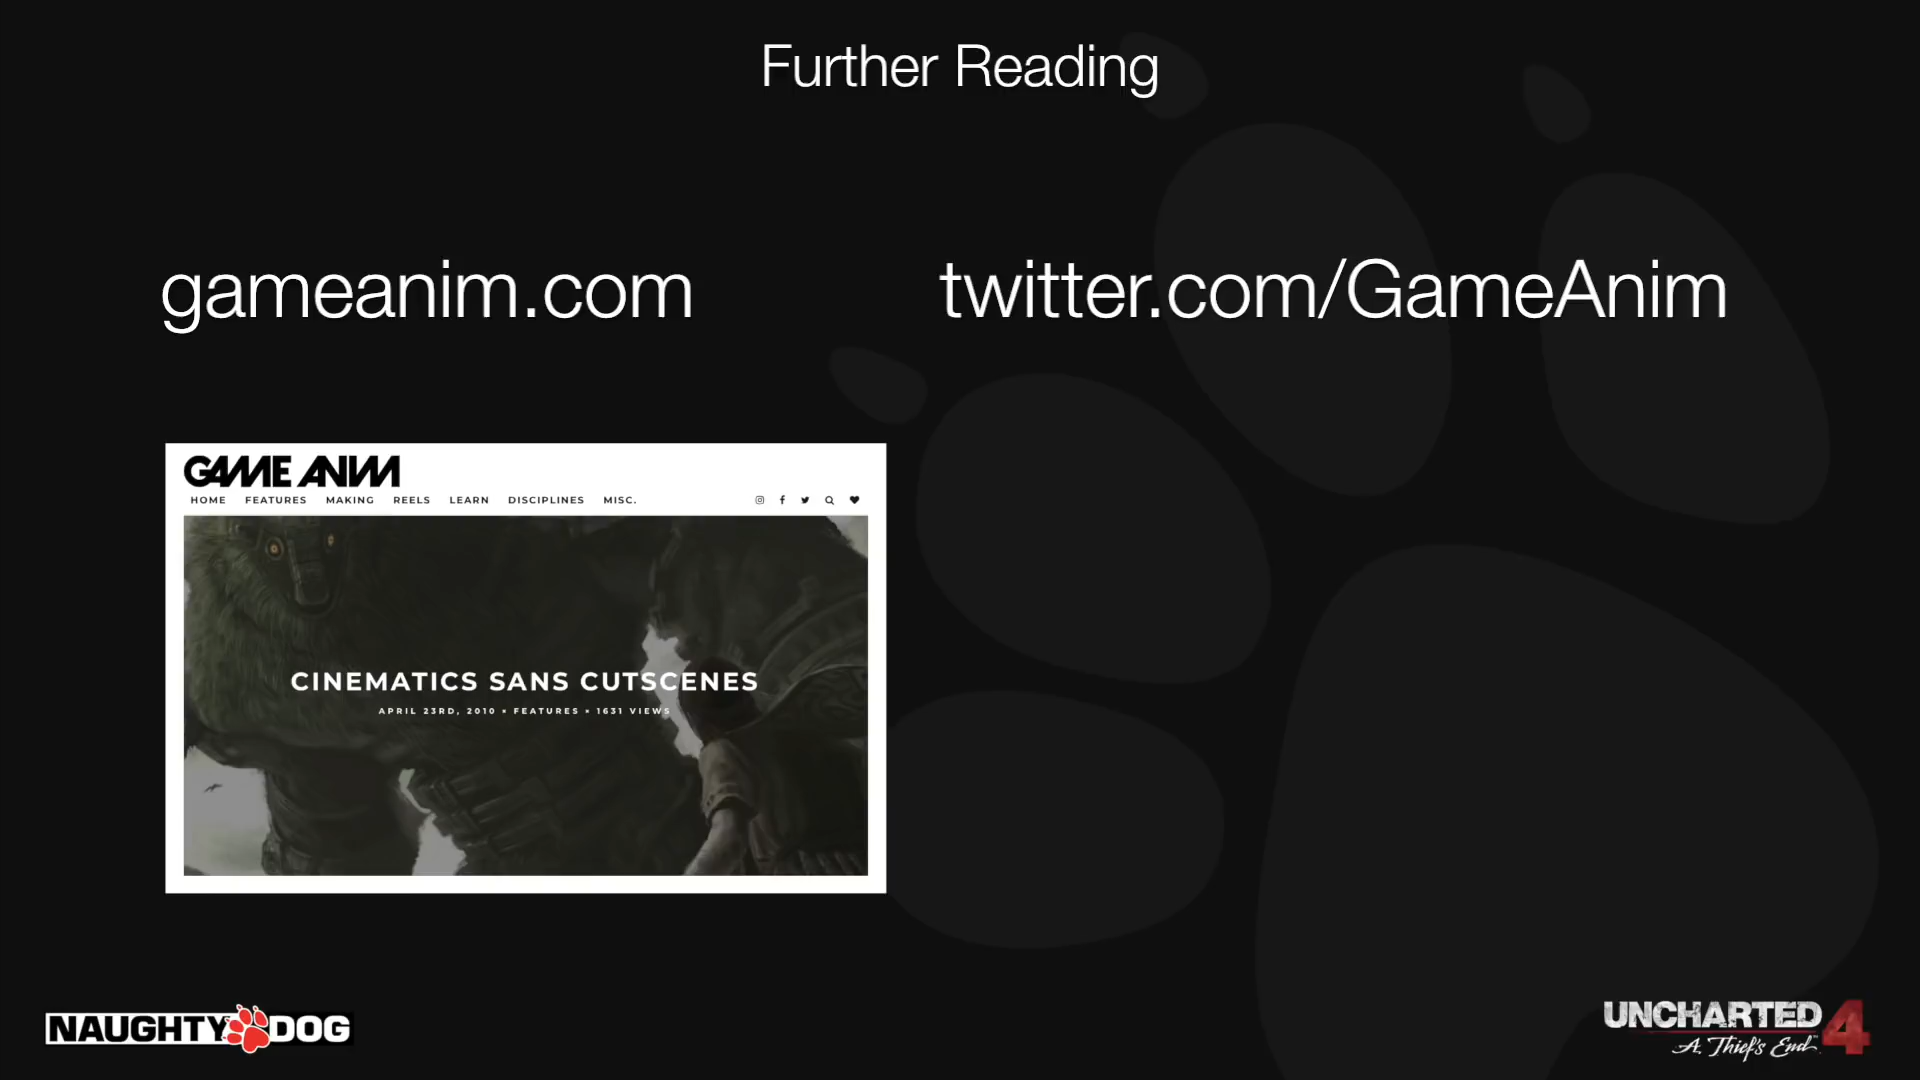 Further Reading
gameanim.com
twitter.com/GameAnim
GAME ANIM
HOME FEATURES MAKING REELS LEARN DISCIPLINES MISC.
CINEMATICS SANS CUTSCENES
APRIL 23RD, 2010 × FEATURES × 1631 VIEWS
NAUGHTY DOG
UNCHARTED 4
A Thief's End™